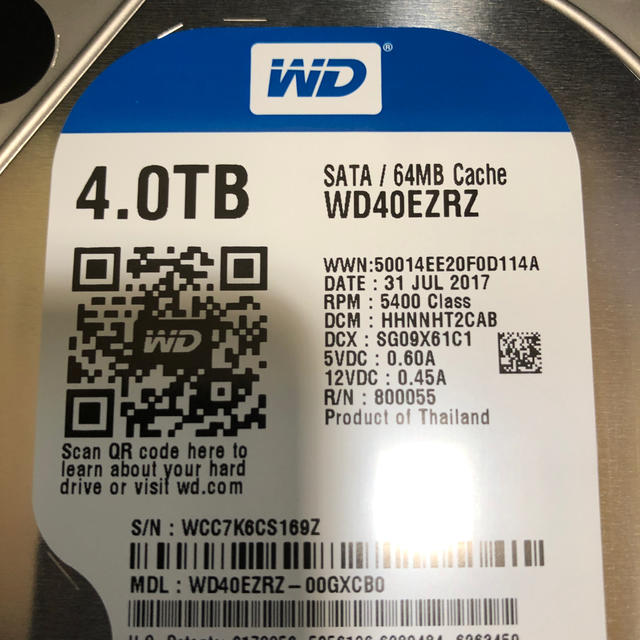 WD®
4.0TB
SATA / 64MB Cache
WD40EZRZ
WWN:50014EE20F0D114A
DATE : 31 JUL 2017
RPM : 5400 Class
DCM : HHNNHT2CAB
DCX : SG09X61C1
5VDC : 0.60A
12VDC : 0.45A
R/N : 800055
Product of Thailand
WD
Scan QR code here to
learn about your hard
drive or visit wd.com
S/N : WCC7K6CS169Z
MDL : WD40EZRZ-00GXCB0